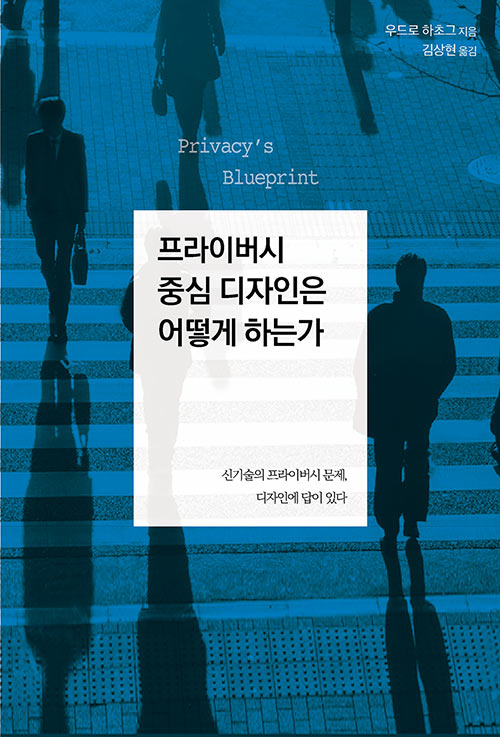 우드로 하초그 지음
김상현 옮김
Privacy's
Blueprint
프라이버시
중심 디자인은
어떻게 하는가
신기술의 프라이버시 문제,
디자인에 답이 있다